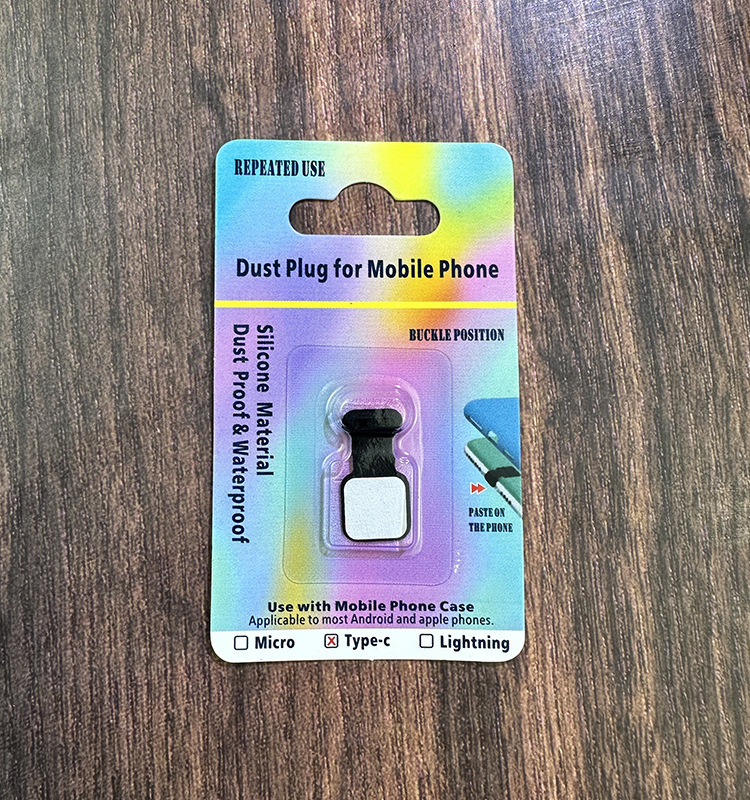 REPEATED USE
Dust Plug for Mobile Phone
BUCKLE POSITION
Silicone Material
Dust Proof & Waterproof
PASTE ON
THE PHONE
Use with Mobile Phone Case
Applicable to most Android and apple phones.
Micro
Type-c
Lightning